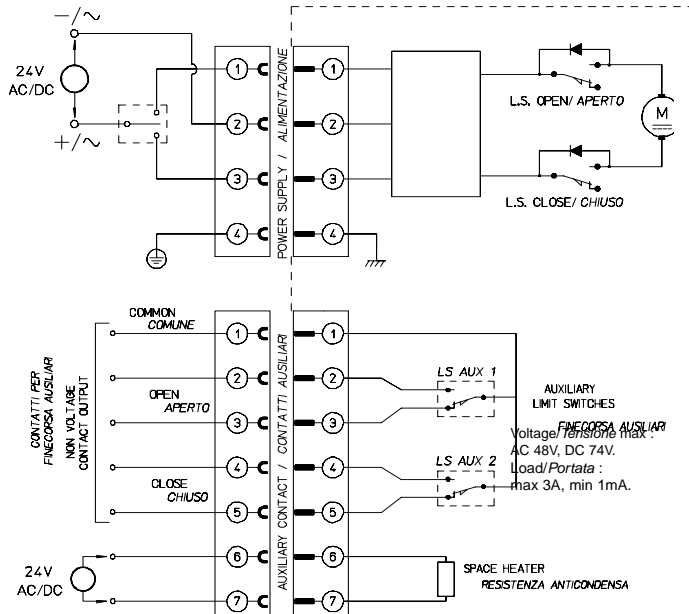 −/∼
24V
AC/DC
+/∼
1
2
3
4
POWER SUPPLY / ALIMENTAZIONE
1
2
3
4
L.S. OPEN/ APERTO
M
L.S. CLOSE/ CHIUSO
CONTATTI PER
FINECORSA AUSILIARI
NON VOLTAGE
CONTACT OUTPUT
COMMON
COMUNE
OPEN
APERTO
CLOSE
CHIUSO
24V
AC/DC
1
2
3
4
5
6
7
AUXILIARY CONTACT / CONTATTI AUSILIARI
1
2
3
4
5
6
7
LS AUX 1
LS AUX 2
AUXILIARY
LIMIT SWITCHES
FINECORSA AUSILIARI
Voltage/Tensione max :
AC 48V, DC 74V.
Load/Portata :
max 3A, min 1mA.
SPACE HEATER
RESISTENZA ANTICONDENSA